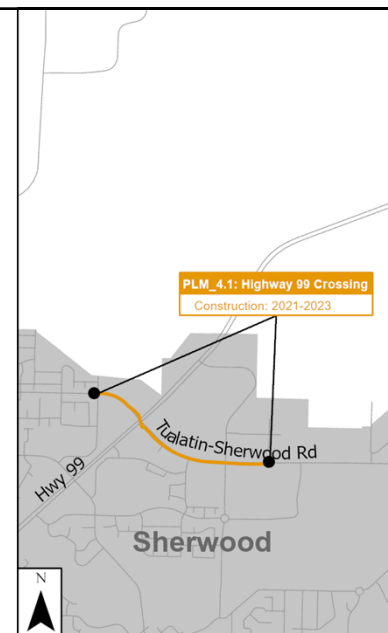 PLM_4.1: Highway 99 Crossing
Construction: 2021-2023
Tualatin-Sherwood Rd
Hwy 99
Sherwood
N